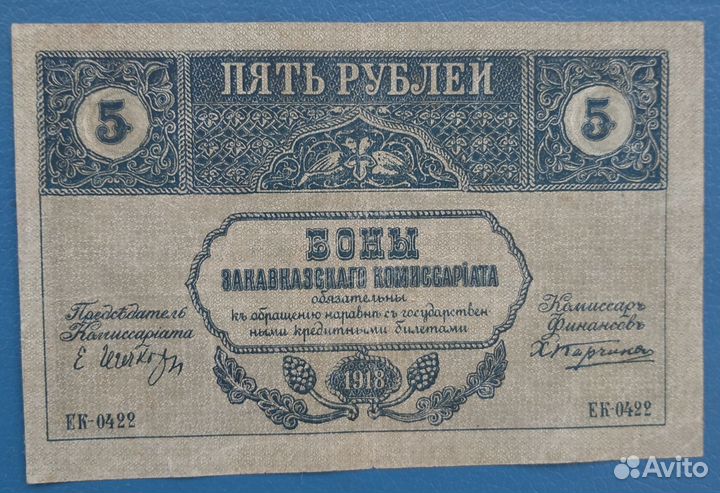 5 ПЯТЬ РУБЛЕЙ 5
БОНЫ
ЗАКАВКАЗСКАГО КОМИССАРІАТА
обязательны
къ обращенію наравнѣ съ государствен
ными кредитными билетами
Предсѣдатель
Комиссаріата
Комиссаръ
Финансовъ
1918
ЕК-0422
ЕК-0422
Avito